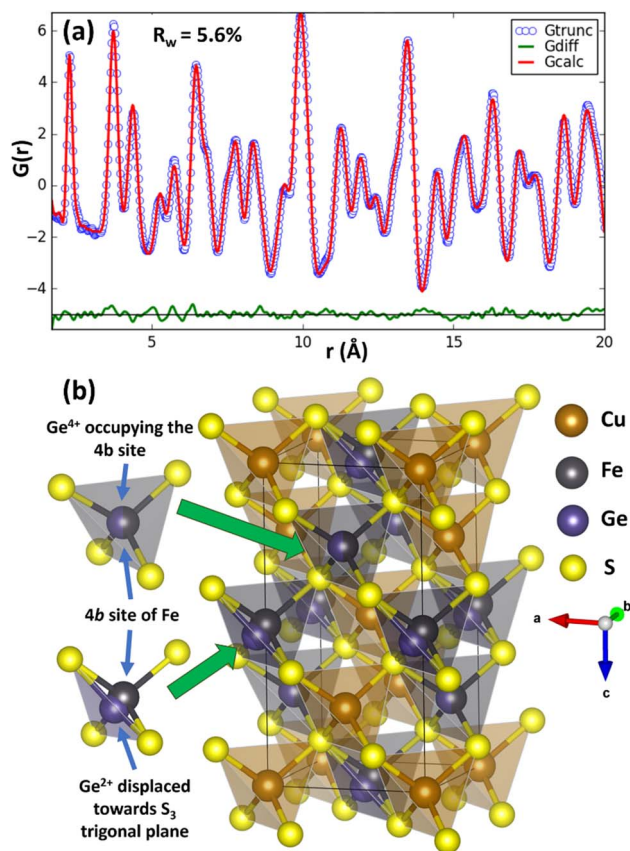 (a)
R_w = 5.6%
Gtrunc
Gdiff
Gcalc
G(r)
6
4
2
0
−2
−4
5
10
15
20
r (Å)
(b)
Ge⁴⁺ occupying the
4b site
4b site of Fe
Ge²⁺ displaced
towards S₃
trigonal plane
Cu
Fe
Ge
S
a
b
c